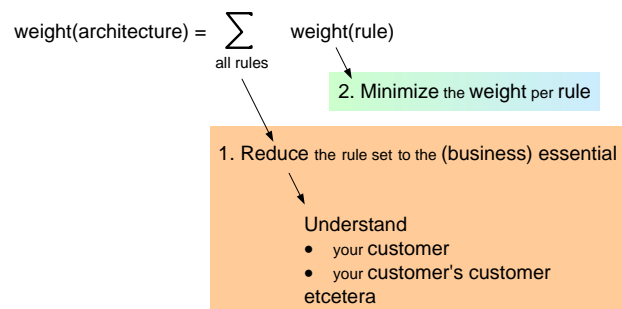 weight(architecture) = ∑ weight(rule)
all rules
2. Minimize the weight per rule
1. Reduce the rule set to the (business) essential
Understand
• your customer
• your customer's customer
etcetera